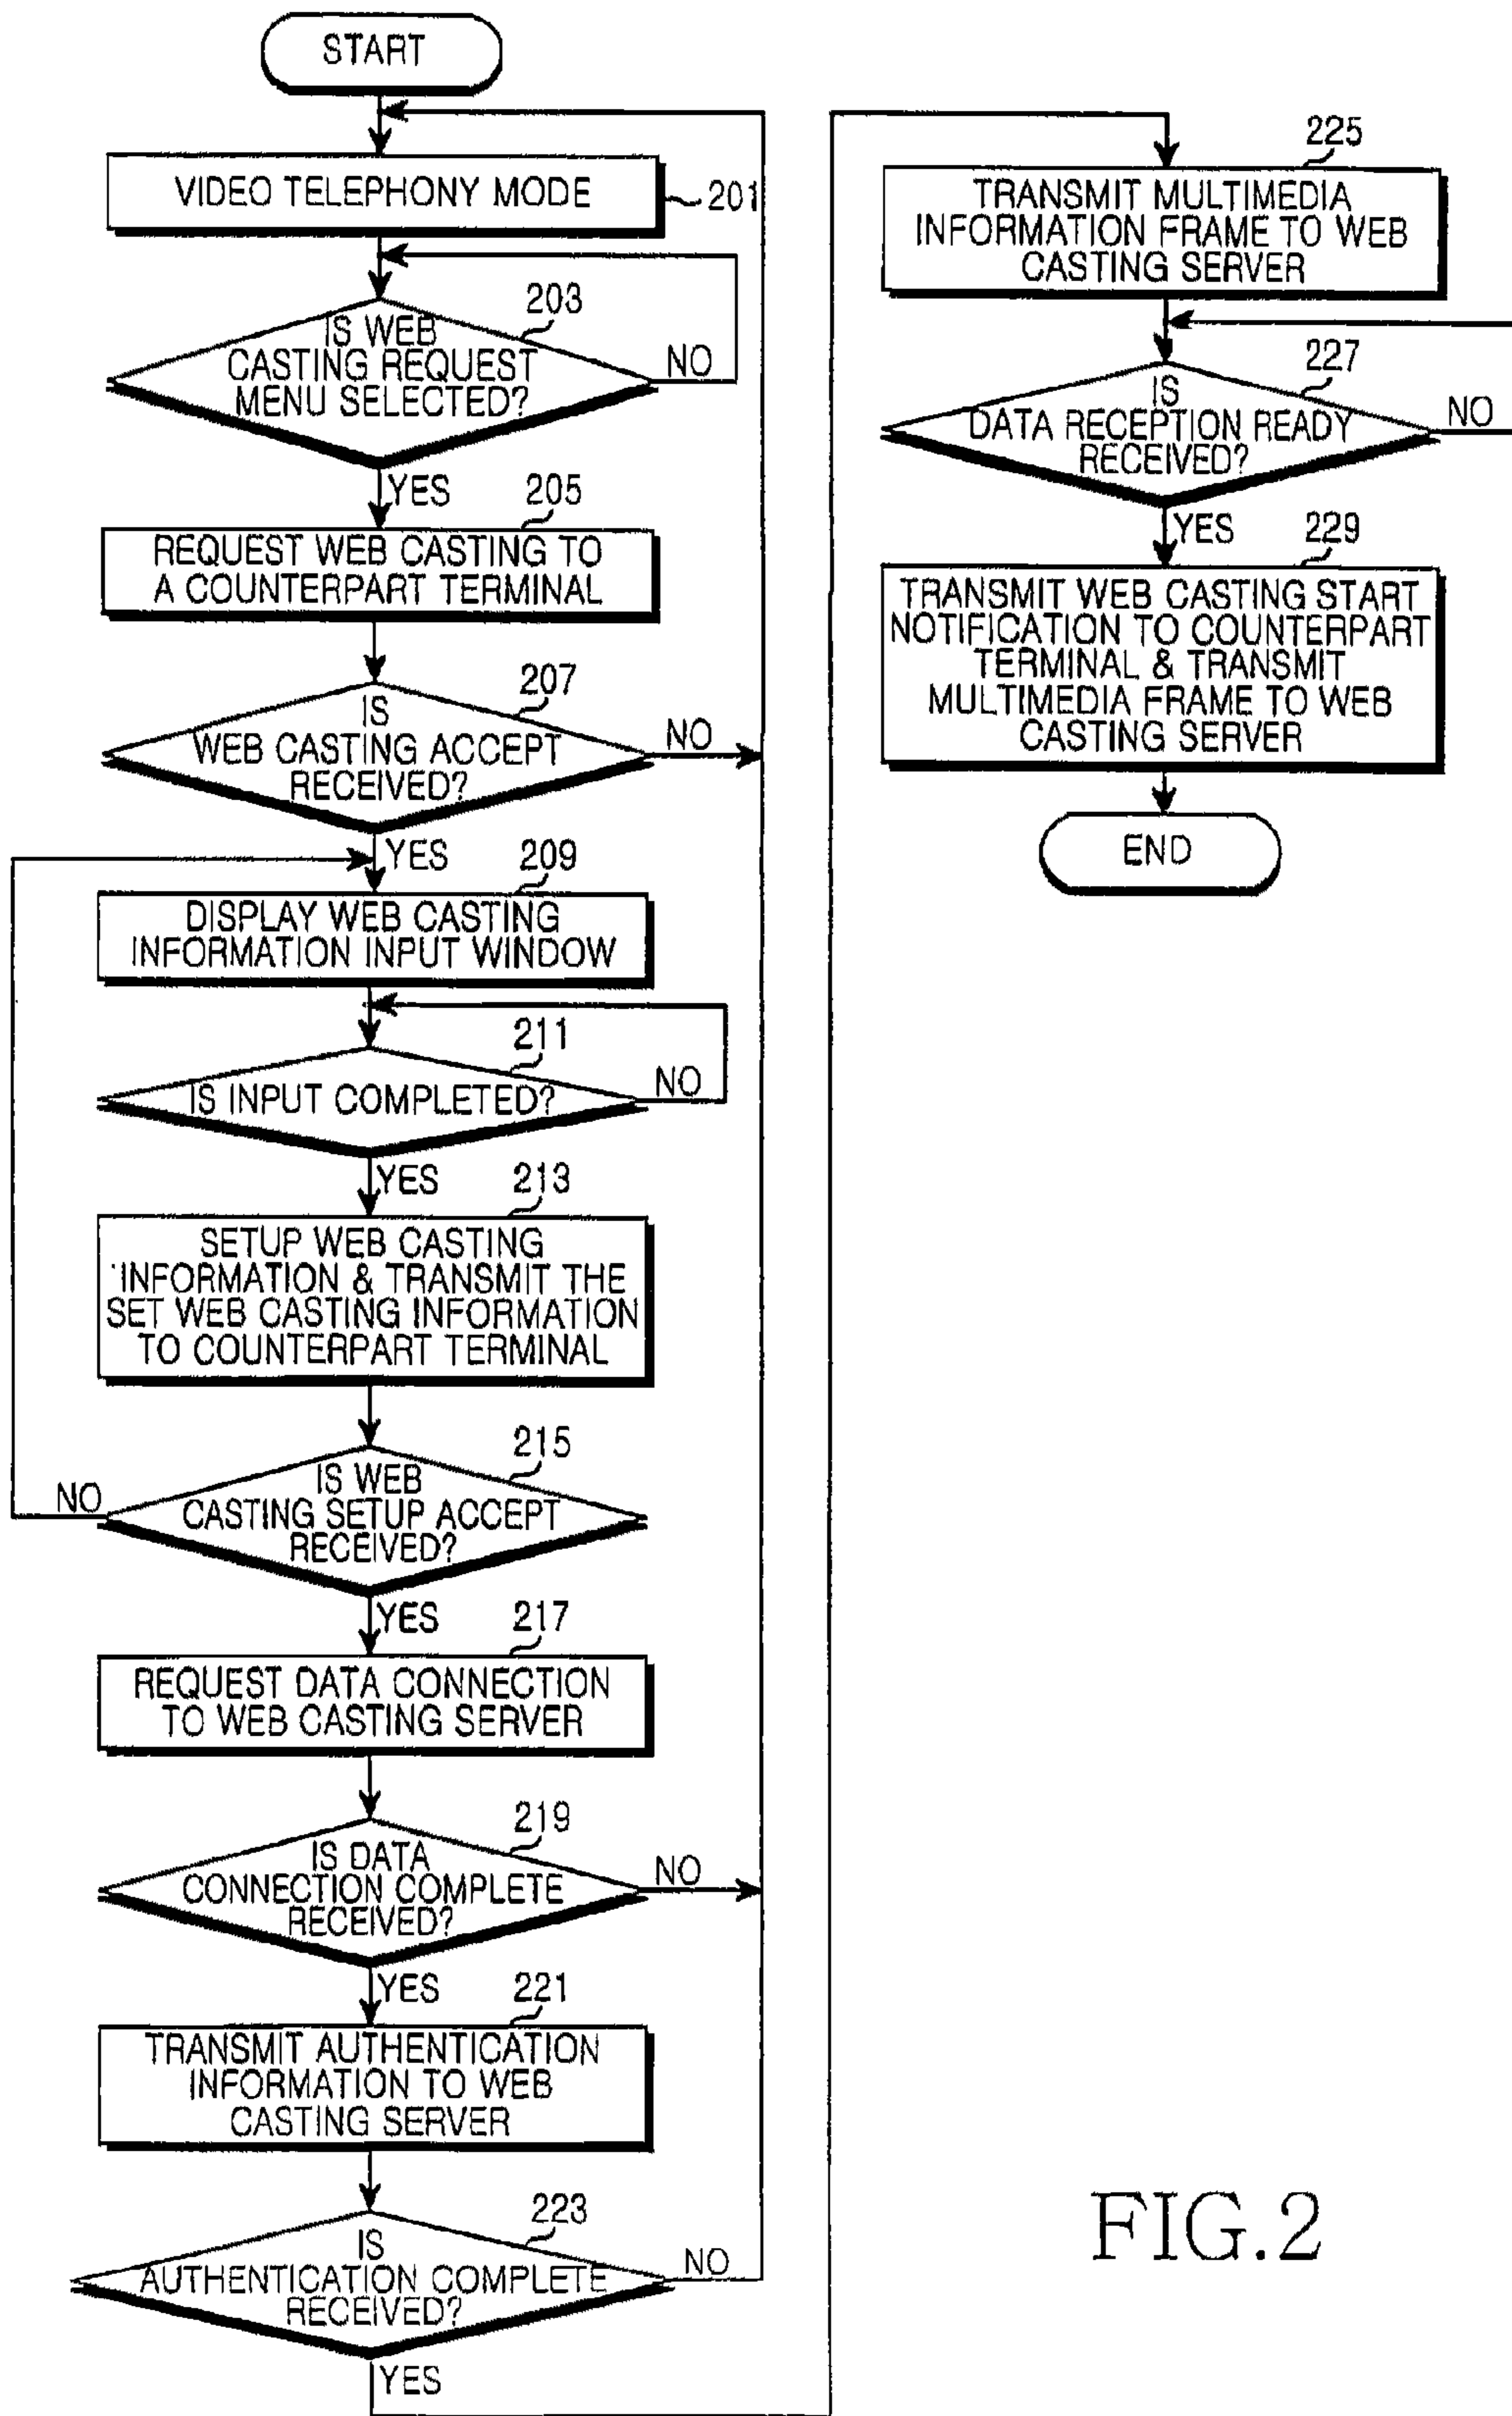 START
VIDEO TELEPHONY MODE
201
203
IS WEB
CASTING REQUEST
MENU SELECTED?
NO
YES
205
REQUEST WEB CASTING TO
A COUNTERPART TERMINAL
207
IS
WEB CASTING ACCEPT
RECEIVED?
NO
YES
209
DISPLAY WEB CASTING
INFORMATION INPUT WINDOW
211
IS INPUT COMPLETED?
NO
YES
213
SETUP WEB CASTING
INFORMATION & TRANSMIT THE
SET WEB CASTING INFORMATION
TO COUNTERPART TERMINAL
215
IS WEB
CASTING SETUP ACCEPT
RECEIVED?
NO
YES
217
REQUEST DATA CONNECTION
TO WEB CASTING SERVER
219
IS DATA
CONNECTION COMPLETE
RECEIVED?
NO
YES
221
TRANSMIT AUTHENTICATION
INFORMATION TO WEB
CASTING SERVER
223
IS
AUTHENTICATION COMPLETE
RECEIVED?
NO
YES
225
TRANSMIT MULTIMEDIA
INFORMATION FRAME TO WEB
CASTING SERVER
227
IS
DATA RECEPTION READY
RECEIVED?
NO
YES
229
TRANSMIT WEB CASTING START
NOTIFICATION TO COUNTERPART
TERMINAL & TRANSMIT
MULTIMEDIA FRAME TO WEB
CASTING SERVER
END
FIG.2